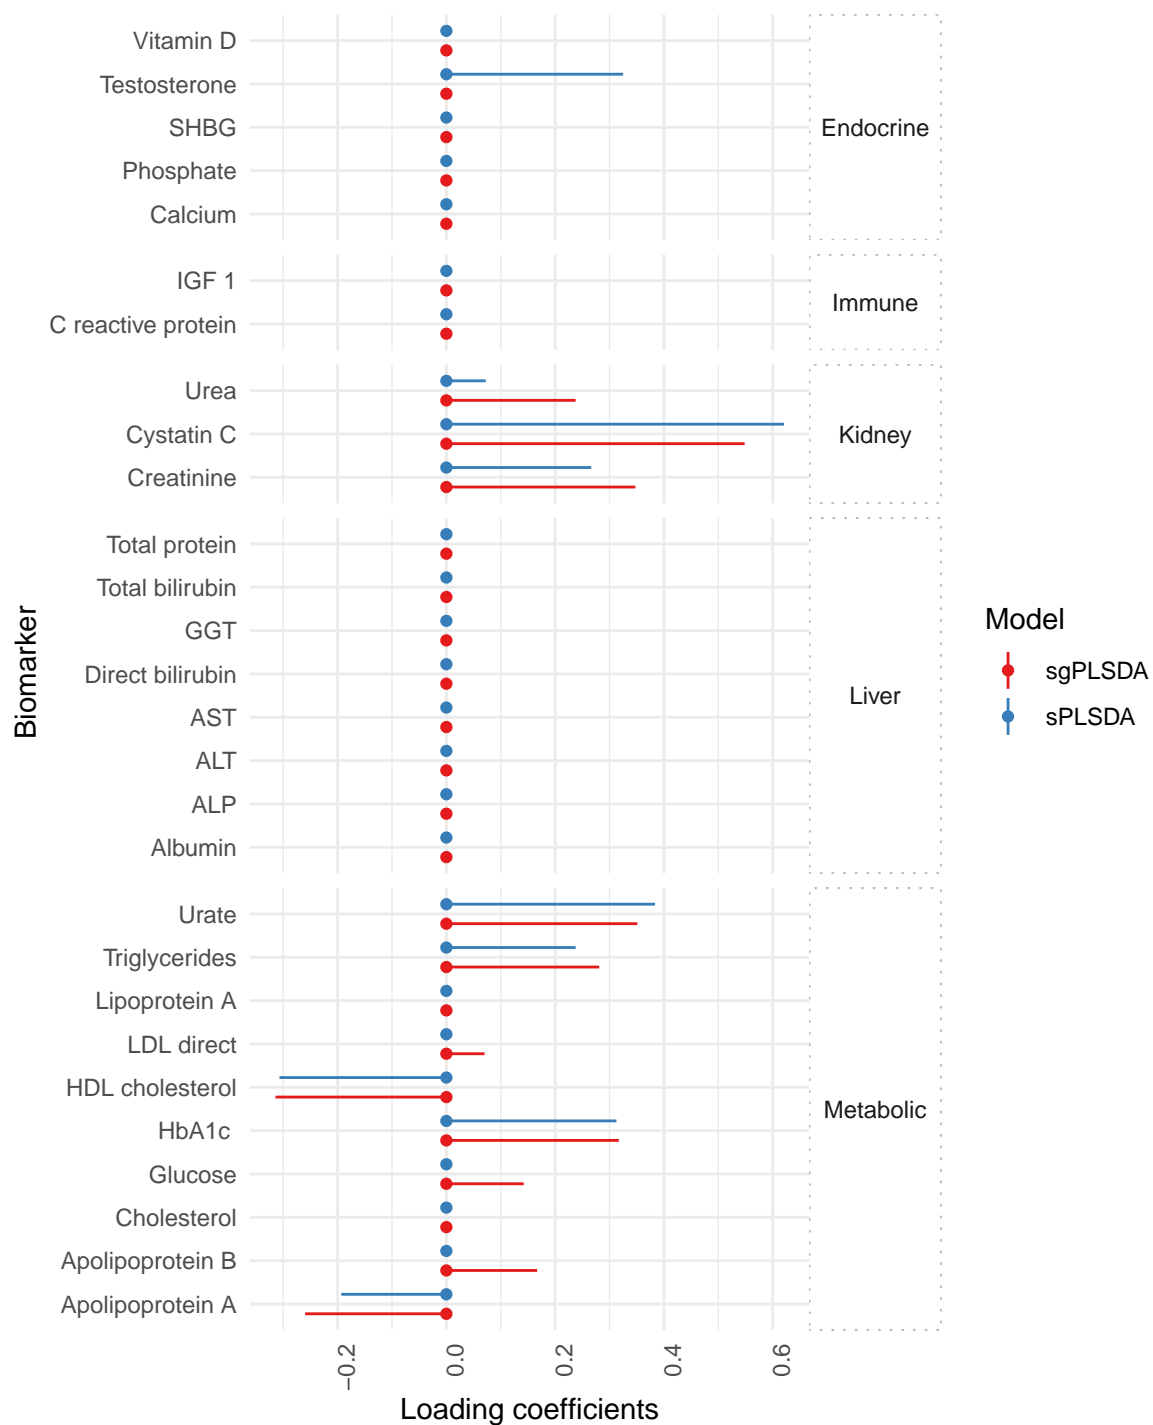 Vitamin D
Testosterone
SHBG
Phosphate
Calcium
Endocrine
IGF 1
C reactive protein
Immune
Urea
Cystatin C
Creatinine
Kidney
Total protein
Total bilirubin
GGT
Direct bilirubin
AST
ALT
ALP
Albumin
Liver
Urate
Triglycerides
Lipoprotein A
LDL direct
HDL cholesterol
HbA1c
Glucose
Cholesterol
Apolipoprotein B
Apolipoprotein A
Metabolic
Biomarker
−0.2
0.0
0.2
0.4
0.6
Loading coefficients
Model
sgPLSDA
sPLSDA